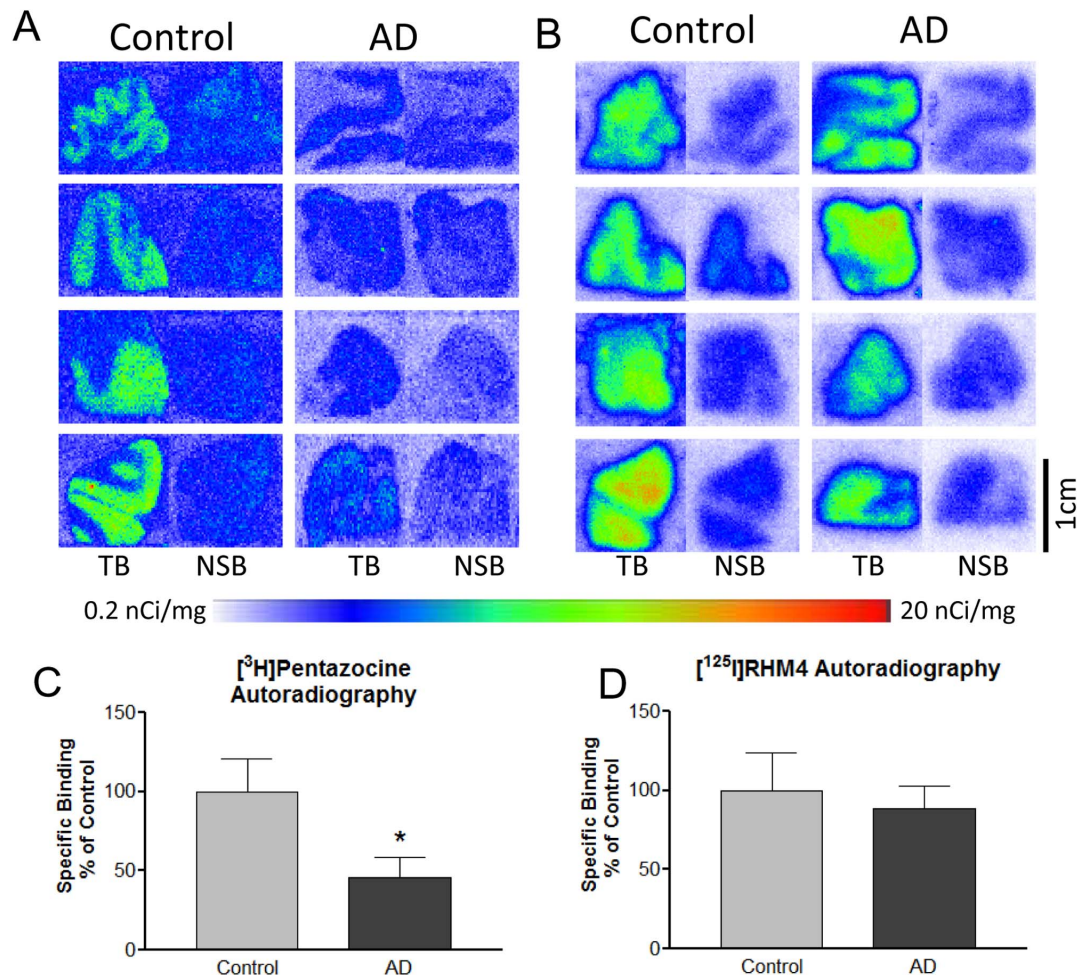 A
Control
AD
B
Control
AD
TB
NSB
TB
NSB
TB
NSB
TB
NSB
1cm
0.2 nCi/mg
20 nCi/mg
C
[³H]Pentazocine
Autoradiography
Specific Binding
% of Control
150
100
50
0
*
Control
AD
D
[¹²⁵I]RHM4 Autoradiography
Specific Binding
% of Control
150
100
50
0
Control
AD